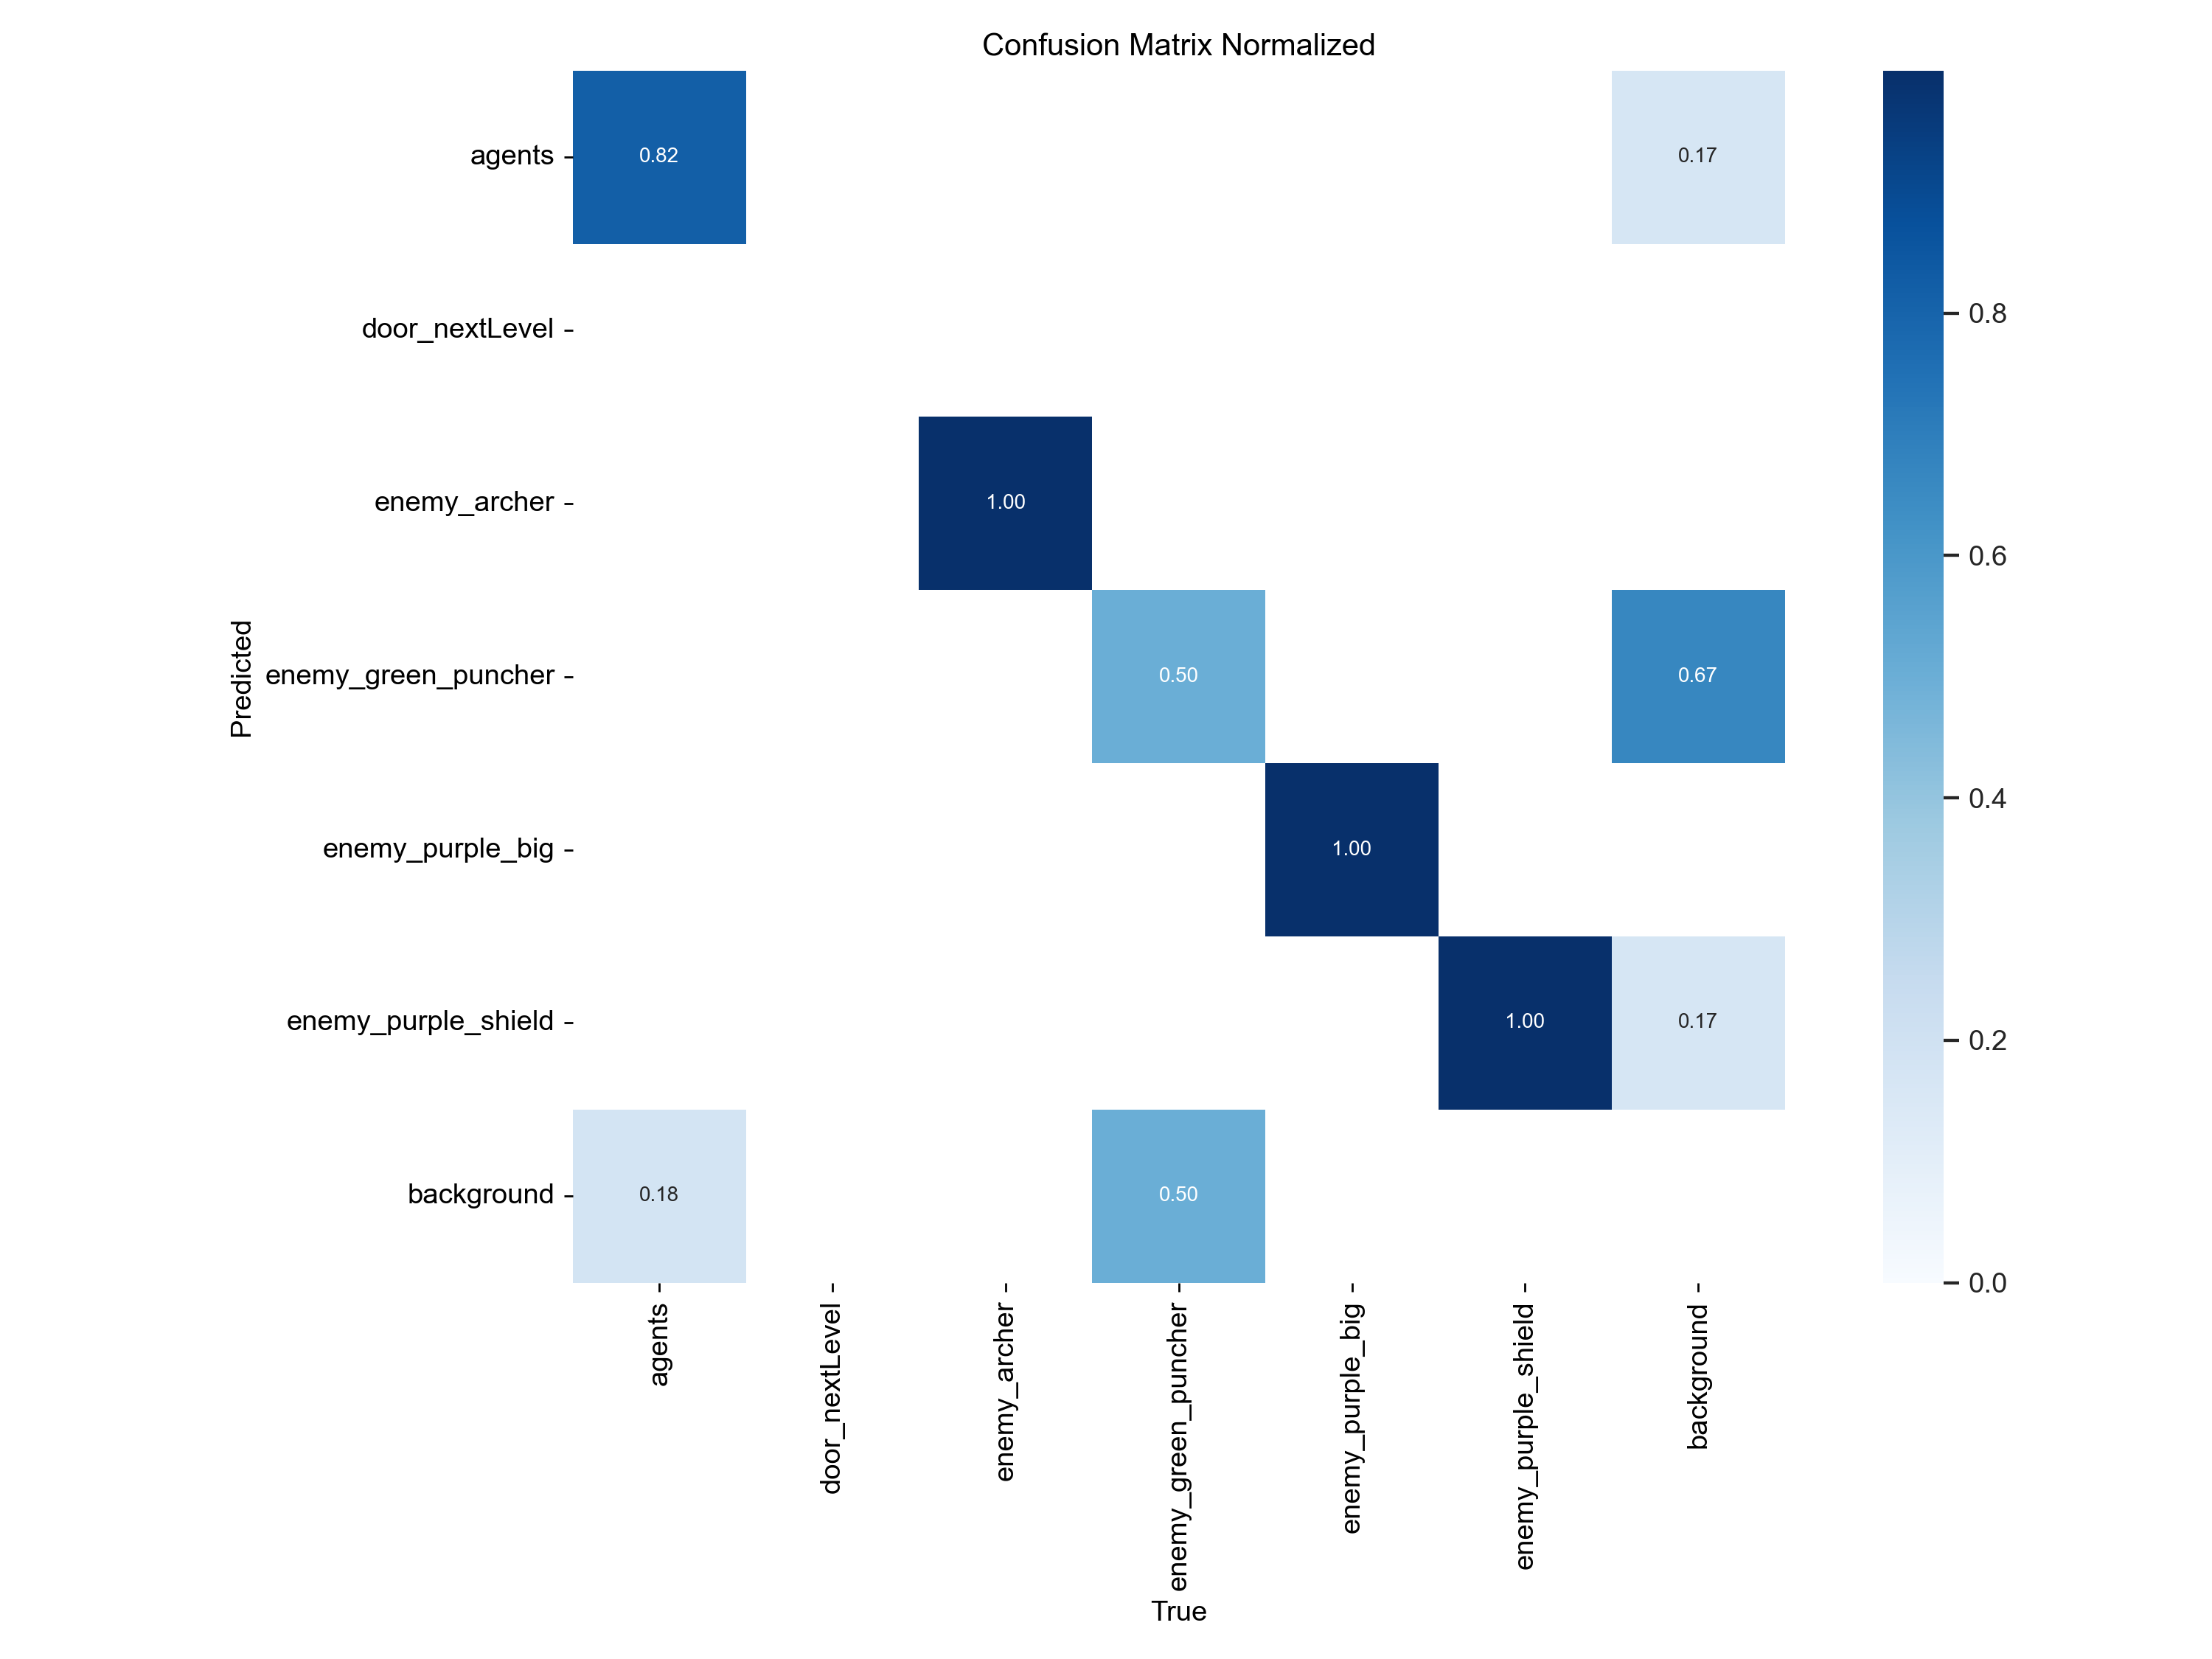 Confusion Matrix Normalized
agents
0.82
0.17
door_nextLevel
0.8
enemy_archer
1.00
0.6
Predicted
enemy_green_puncher
0.50
0.67
0.4
enemy_purple_big
1.00
enemy_purple_shield
1.00
0.17
0.2
background
0.18
0.50
0.0
agents
door_nextLevel
enemy_archer
enemy_green_puncher
enemy_purple_big
enemy_purple_shield
background
True